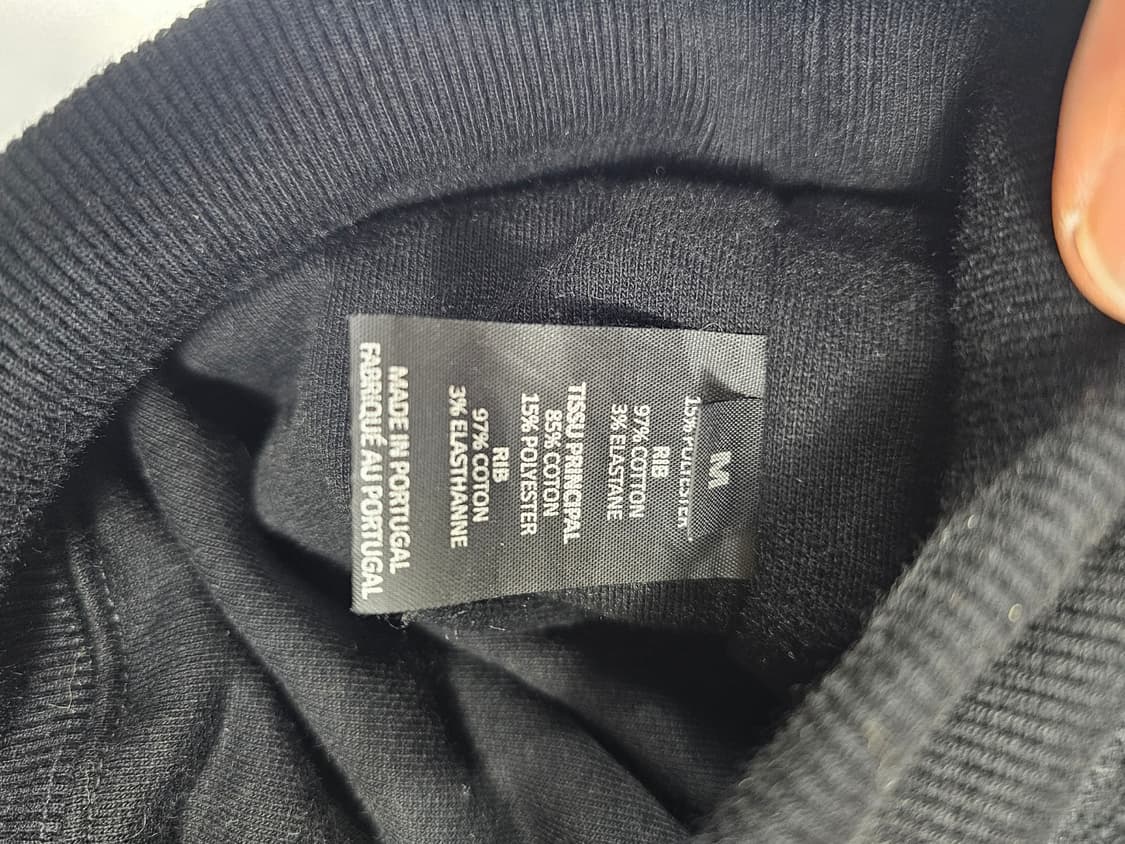 M
15% POLYESTER
RIB
97% COTTON
3% ELASTANE
TISSU PRINCIPAL
85% COTON
15% POLYESTER
RIB
97% COTON
3% ELASTHANNE
MADE IN PORTUGAL
FABRIQUÉ AU PORTUGAL